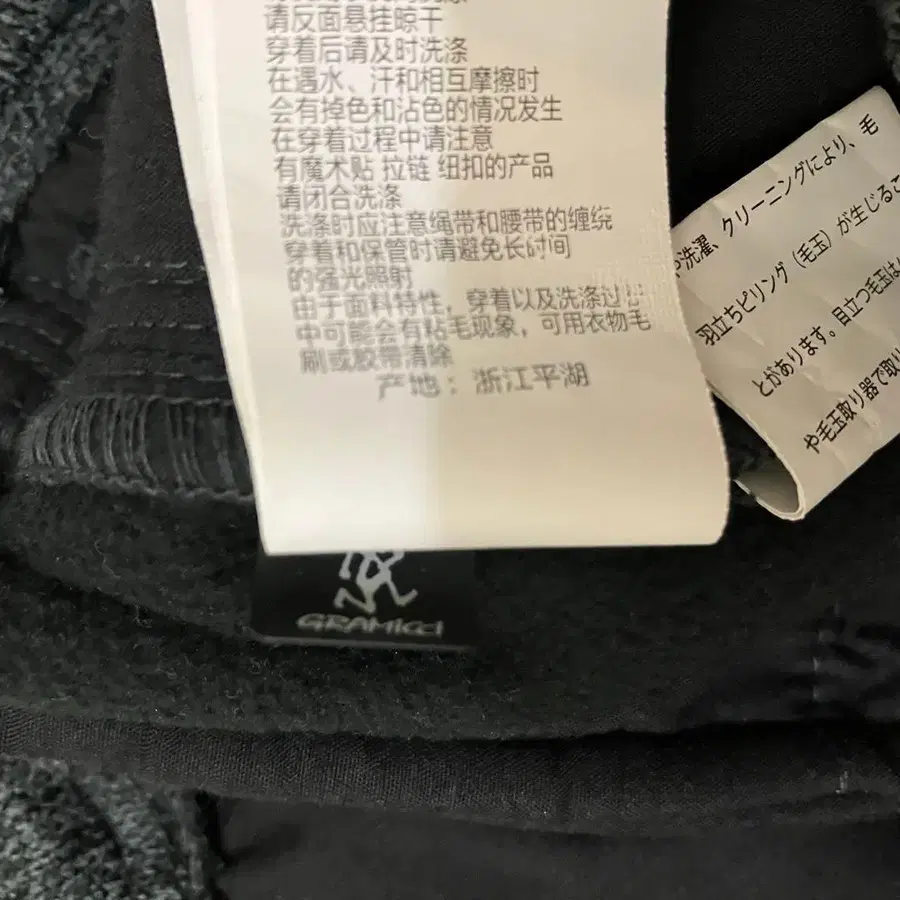 请反面悬挂晾干
穿着后请及时洗涤
在遇水、汗和相互摩擦时
会有掉色和沾色的情况发生
在穿着过程中请注意
有魔术贴 拉链 纽扣的产品
请闭合洗涤
洗涤时应注意绳带和腰带的缠绕
穿着和保管时请避免长时间
的强光照射
由于面料特性，穿着以及洗涤过
中可能会有粘毛现象，可用衣物毛
刷或胶带清除
产地：浙江平湖
洗濯、クリーニングにより、毛
羽立ちピリング（毛玉）が生じるこ
とがあります。目立つ毛玉は
や毛玉取り器で取り
GRAMICCI